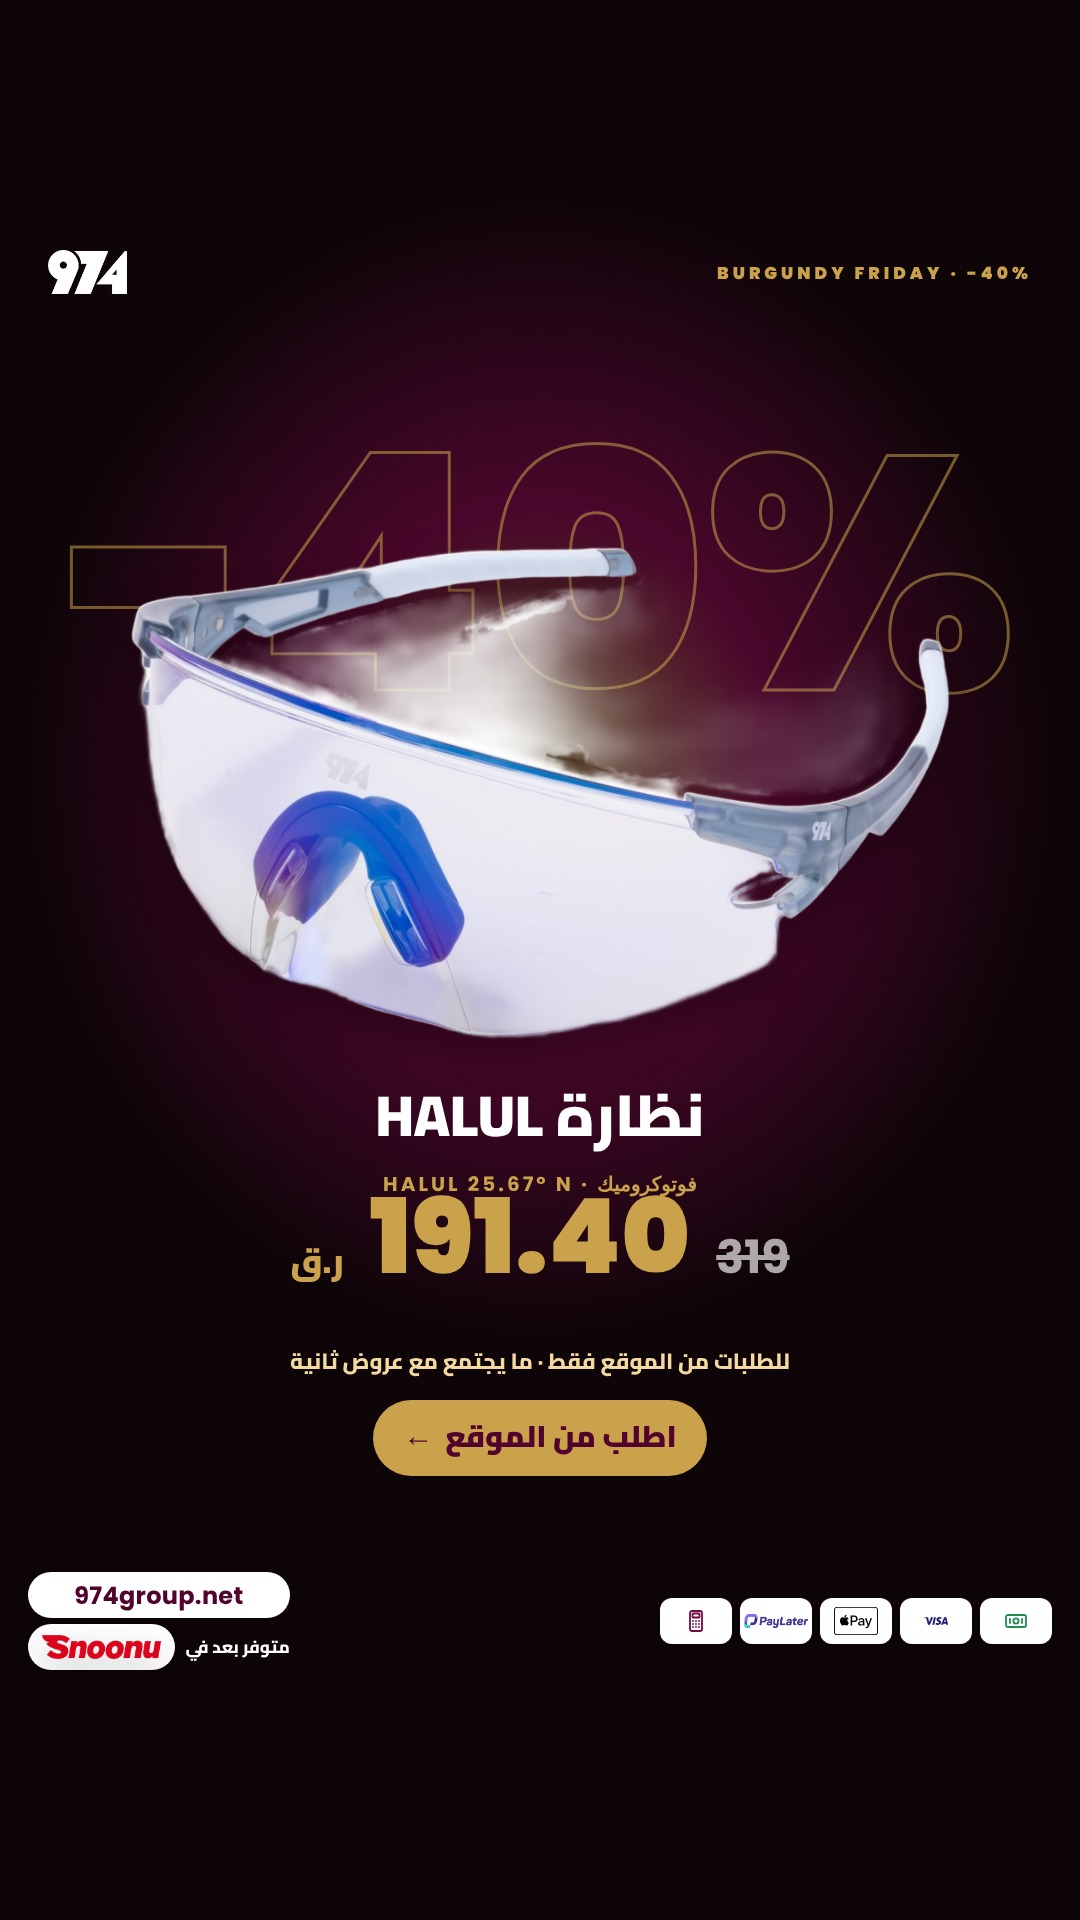 974
BURGUNDY FRIDAY · -40%
-40%
974
974
نظارة HALUL
HALUL 25.67° N · فوتوكروميك
319 191.40 ر.ق
للطلبات من الموقع فقط · ما يجتمع مع عروض ثانية
اطلب من الموقع ←
974group.net
متوفر بعد في Snoonu
PayLater
Pay
VISA